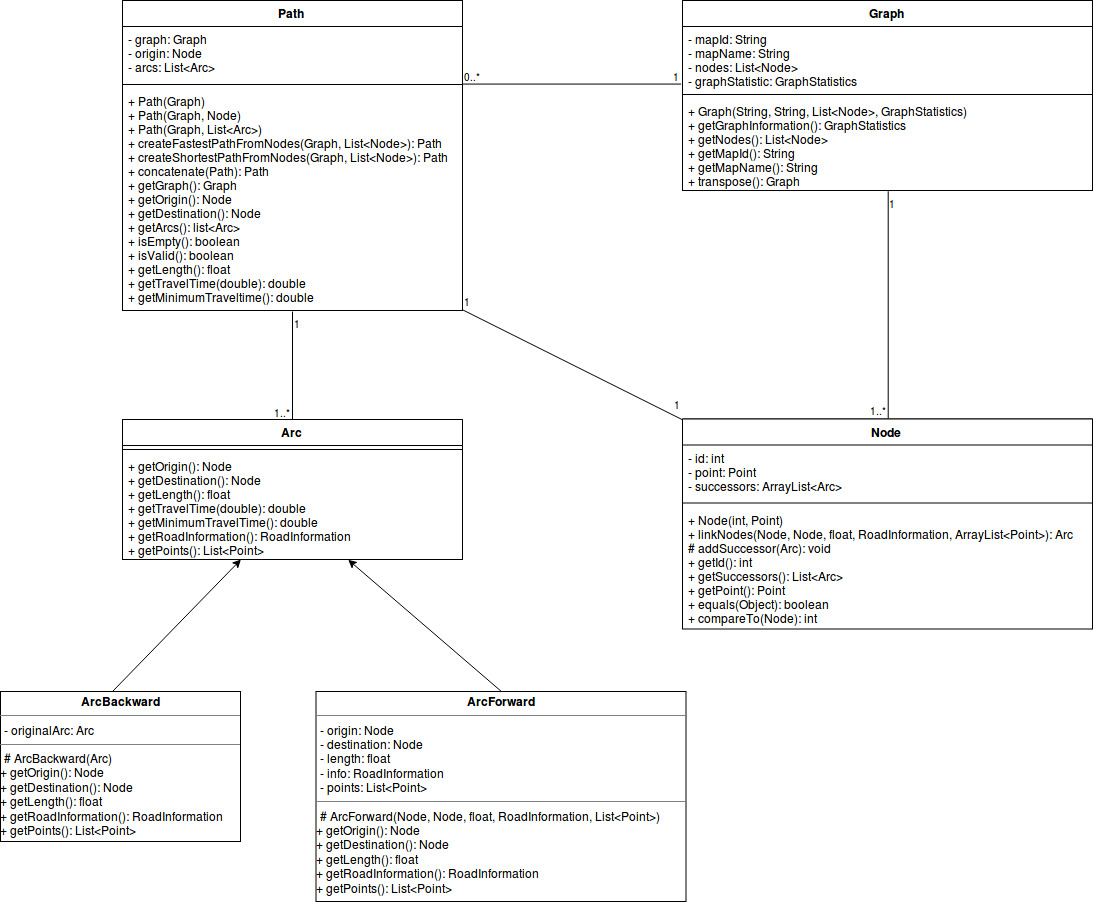 Path
- graph: Graph
- origin: Node
- arcs: List<Arc>
+ Path(Graph)
+ Path(Graph, Node)
+ Path(Graph, List<Arc>)
+ createFastestPathFromNodes(Graph, List<Node>): Path
+ createShortestPathFromNodes(Graph, List<Node>): Path
+ concatenate(Path): Path
+ getGraph(): Graph
+ getOrigin(): Node
+ getDestination(): Node
+ getArcs(): list<Arc>
+ isEmpty(): boolean
+ isValid(): boolean
+ getLength(): float
+ getTravelTime(double): double
+ getMinimumTraveltime(): double
0..*
1
Graph
- mapId: String
- mapName: String
- nodes: List<Node>
- graphStatistic: GraphStatistics
+ Graph(String, String, List<Node>, GraphStatistics)
+ getGraphInformation(): GraphStatistics
+ getNodes(): List<Node>
+ getMapId(): String
+ getMapName(): String
+ transpose(): Graph
1
1
1
1..*
1
1..*
Arc
+ getOrigin(): Node
+ getDestination(): Node
+ getLength(): float
+ getTravelTime(double): double
+ getMinimumTravelTime(): double
+ getRoadInformation(): RoadInformation
+ getPoints(): List<Point>
Node
- id: int
- point: Point
- successors: ArrayList<Arc>
+ Node(int, Point)
+ linkNodes(Node, Node, float, RoadInformation, ArrayList<Point>): Arc
# addSuccessor(Arc): void
+ getId(): int
+ getSuccessors(): List<Arc>
+ getPoint(): Point
+ equals(Object): boolean
+ compareTo(Node): int
ArcBackward
- originalArc: Arc
# ArcBackward(Arc)
+ getOrigin(): Node
+ getDestination(): Node
+ getLength(): float
+ getRoadInformation(): RoadInformation
+ getPoints(): List<Point>
ArcForward
- origin: Node
- destination: Node
- length: float
- info: RoadInformation
- points: List<Point>
# ArcForward(Node, Node, float, RoadInformation, List<Point>)
+ getOrigin(): Node
+ getDestination(): Node
+ getLength(): float
+ getRoadInformation(): RoadInformation
+ getPoints(): List<Point>